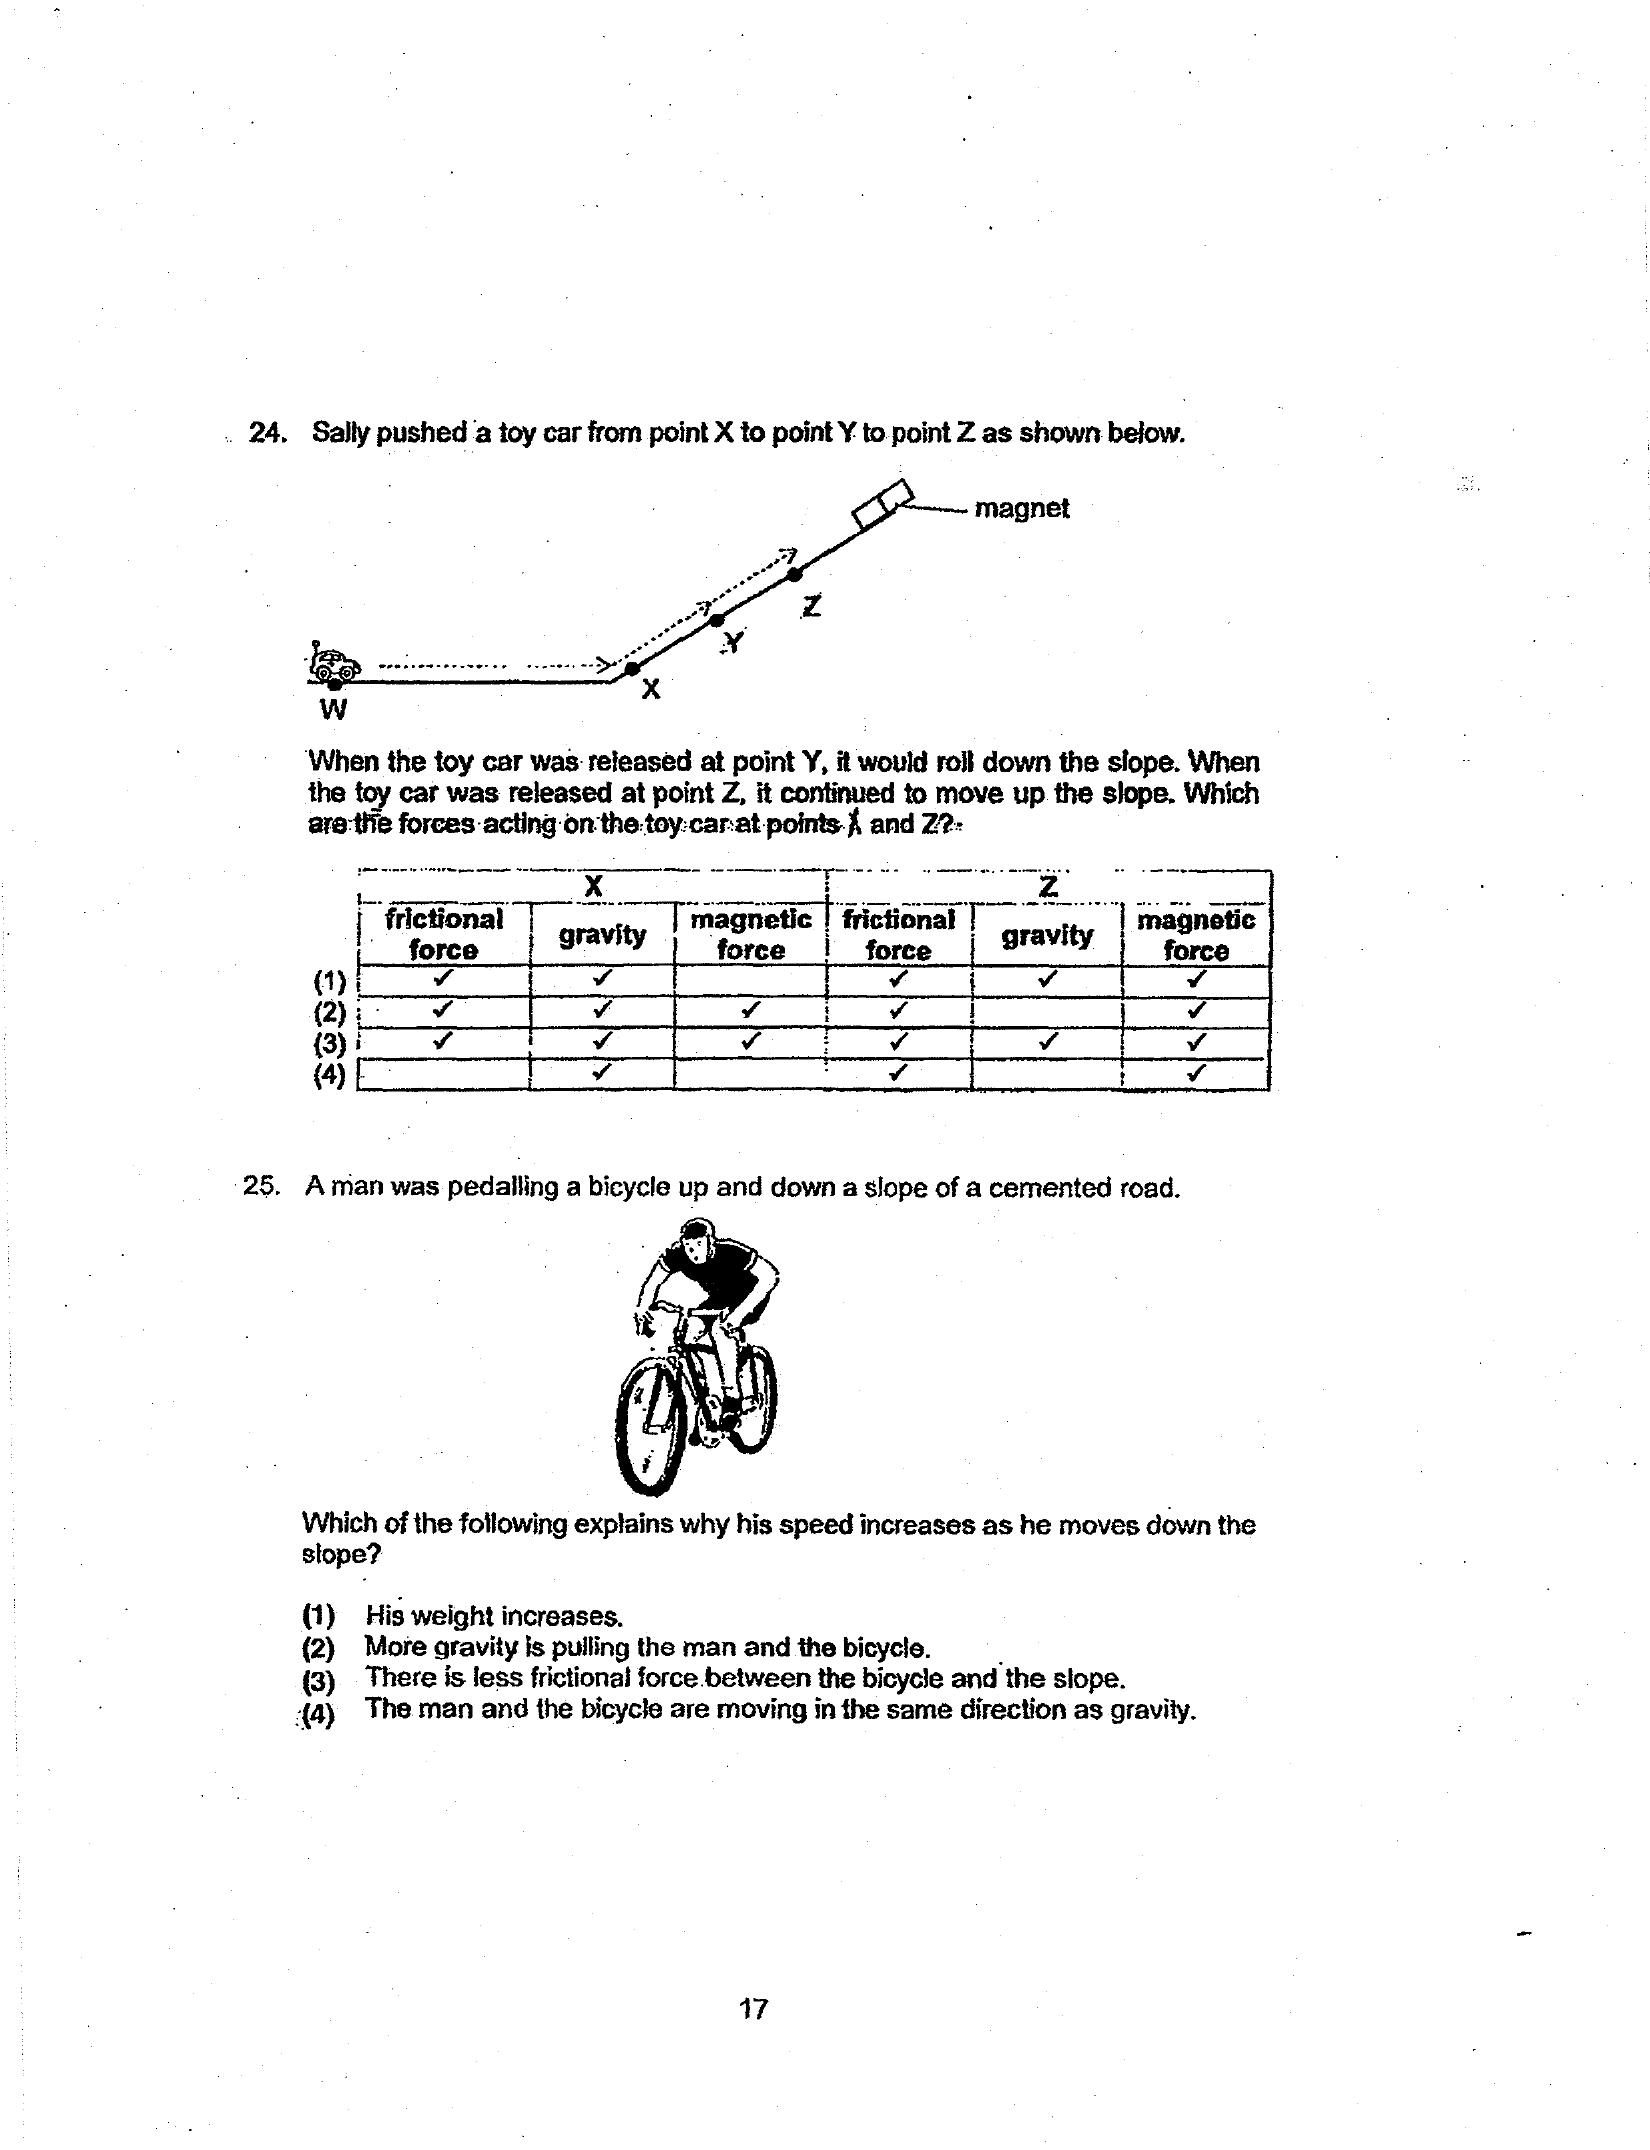 24. Sally pushed a toy car from point X to point Y to point Z as shown below.
magnet
Z
Y
X
W
When the toy car was released at point Y, it would roll down the slope. When
the toy car was released at point Z, it continued to move up the slope. Which
are the forces acting on the toy car at points X and Z?
X Z
frictional force gravity magnetic force frictional force gravity magnetic force
(1) ✓ ✓ ✓ ✓ ✓
(2) ✓ ✓ ✓ ✓ ✓
(3) ✓ ✓ ✓ ✓ ✓ ✓
(4) ✓ ✓ ✓
25. A man was pedalling a bicycle up and down a slope of a cemented road.
Which of the following explains why his speed increases as he moves down the
slope?
(1) His weight increases.
(2) More gravity is pulling the man and the bicycle.
(3) There is less frictional force between the bicycle and the slope.
(4) The man and the bicycle are moving in the same direction as gravity.
17